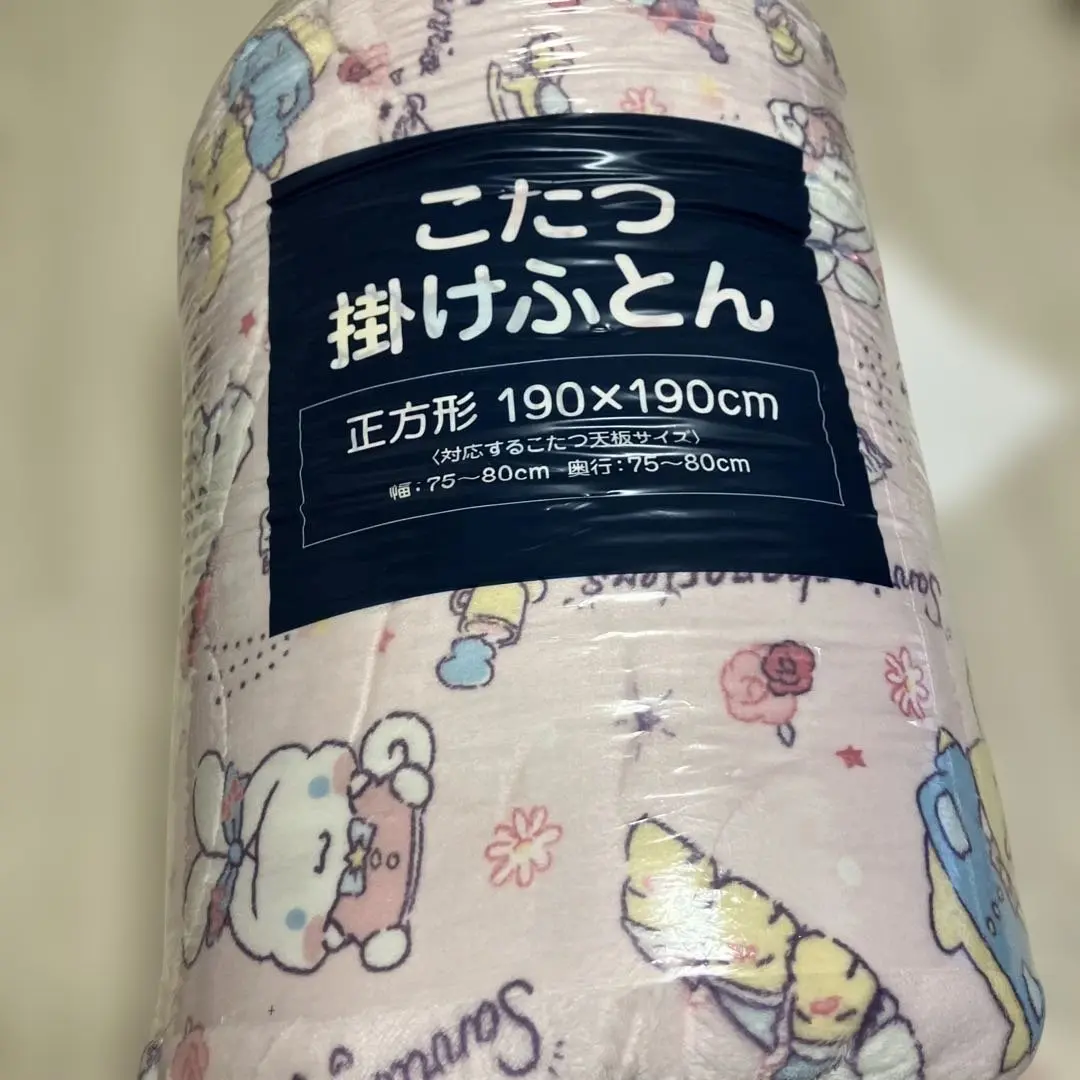 こたつ
掛けふとん
正方形 190×190cm
〈対応するこたつ天板サイズ〉
幅:75〜80cm 奥行:75〜80cm
characters